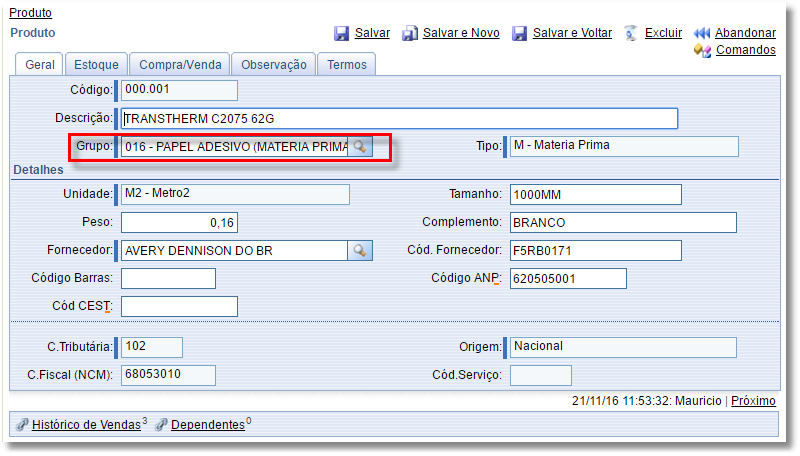 Produto
Produto Salvar Salvar e Novo Salvar e Voltar Excluir Abandonar
Comandos
Geral Estoque Compra/Venda Observação Termos
Código: 000.001
Descrição: TRANSTHERM C2075 62G
Grupo: 016 - PAPEL ADESIVO (MATERIA PRIMA Tipo: M - Materia Prima
Detalhes
Unidade: M2 - Metro2 Tamanho: 1000MM
Peso: 0,16 Complemento: BRANCO
Fornecedor: AVERY DENNISON DO BR Cód. Fornecedor: F5RB0171
Código Barras: Código ANP: 620505001
Cód CEST:
C.Tributária: 102 Origem: Nacional
C.Fiscal (NCM): 68053010 Cód.Serviço:
21/11/16 11:53:32: Mauricio | Próximo
Histórico de Vendas3 Dependentes0